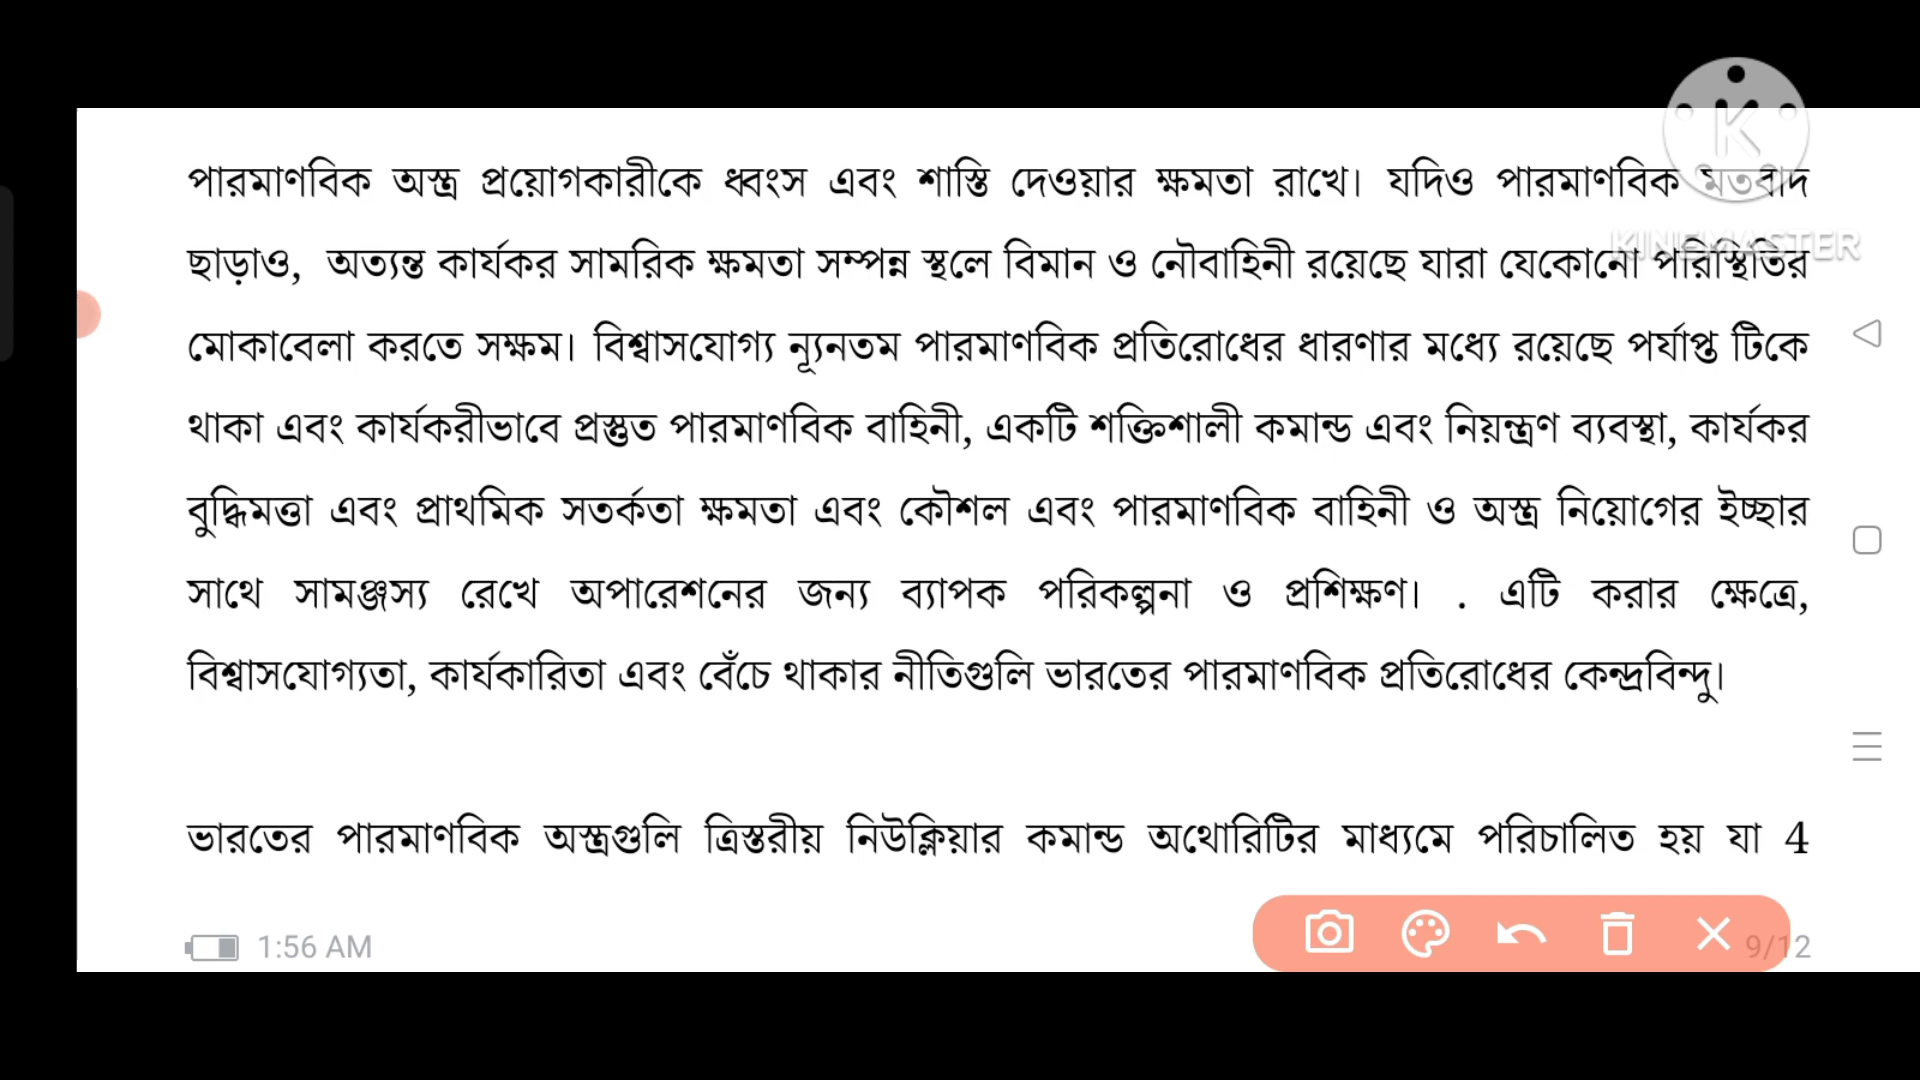 পারমাণবিক অস্ত্র প্রয়োগকারীকে ধ্বংস এবং শাস্তি দেওয়ার ক্ষমতা রাখে। যদিও পারমাণবিক মতবাদ
ছাড়াও, অত্যন্ত কার্যকর সামরিক ক্ষমতা সম্পন্ন স্থলে বিমান ও নৌবাহিনী রয়েছে যারা যেকোনো পরিস্থিতির
মোকাবেলা করতে সক্ষম। বিশ্বাসযোগ্য ন্যূনতম পারমাণবিক প্রতিরোধের ধারণার মধ্যে রয়েছে পর্যাপ্ত টিকে
থাকা এবং কার্যকরীভাবে প্রস্তুত পারমাণবিক বাহিনী, একটি শক্তিশালী কমান্ড এবং নিয়ন্ত্রণ ব্যবস্থা, কার্যকর
বুদ্ধিমত্তা এবং প্রাথমিক সতর্কতা ক্ষমতা এবং কৌশল এবং পারমাণবিক বাহিনী ও অস্ত্র নিয়োগের ইচ্ছার
সাথে সামঞ্জস্য রেখে অপারেশনের জন্য ব্যাপক পরিকল্পনা ও প্রশিক্ষণ। . এটি করার ক্ষেত্রে,
বিশ্বাসযোগ্যতা, কার্যকারিতা এবং বেঁচে থাকার নীতিগুলি ভারতের পারমাণবিক প্রতিরোধের কেন্দ্রবিন্দু।
ভারতের পারমাণবিক অস্ত্রগুলি ত্রিস্তরীয় নিউক্লিয়ার কমান্ড অথোরিটির মাধ্যমে পরিচালিত হয় যা 4
1:56 AM
9/12
K
KINEMASTER